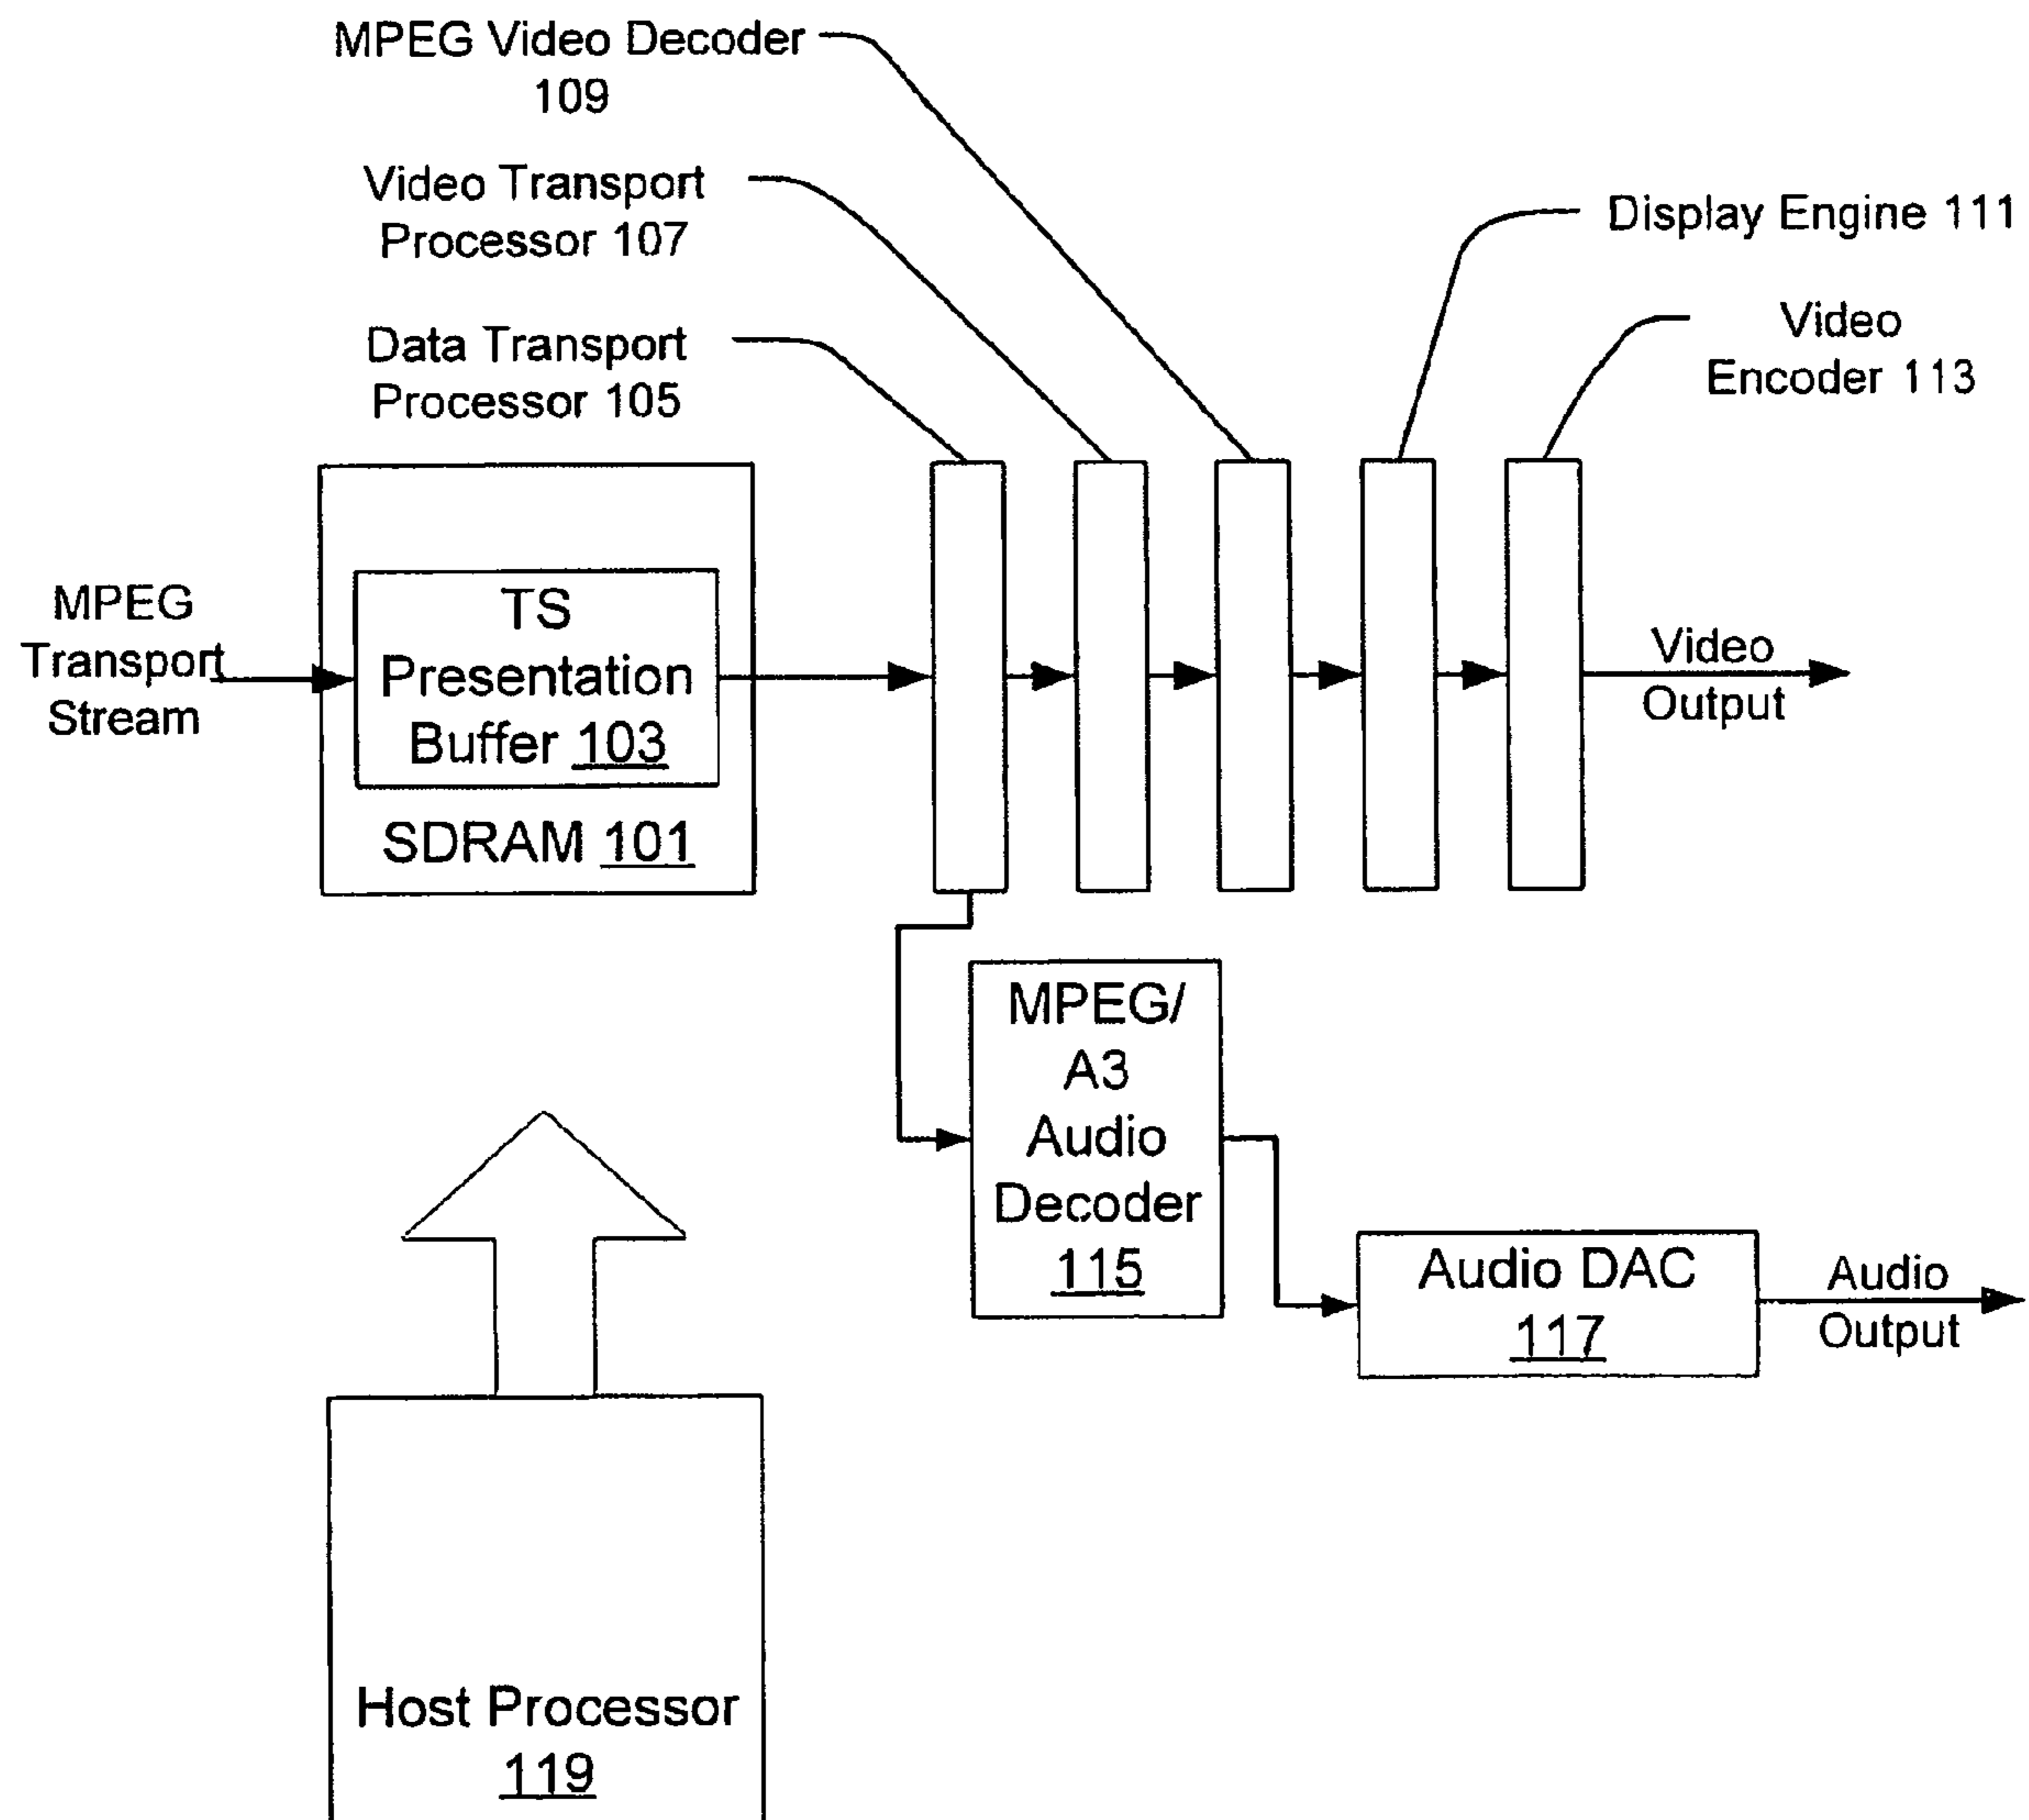 MPEG Video Decoder
109
Video Transport
Processor 107
Data Transport
Processor 105
Display Engine 111
Video
Encoder 113
MPEG
Transport
Stream
TS
Presentation
Buffer 103
SDRAM 101
Video
Output
MPEG/
A3
Audio
Decoder
115
Audio DAC
117
Audio
Output
Host Processor
119